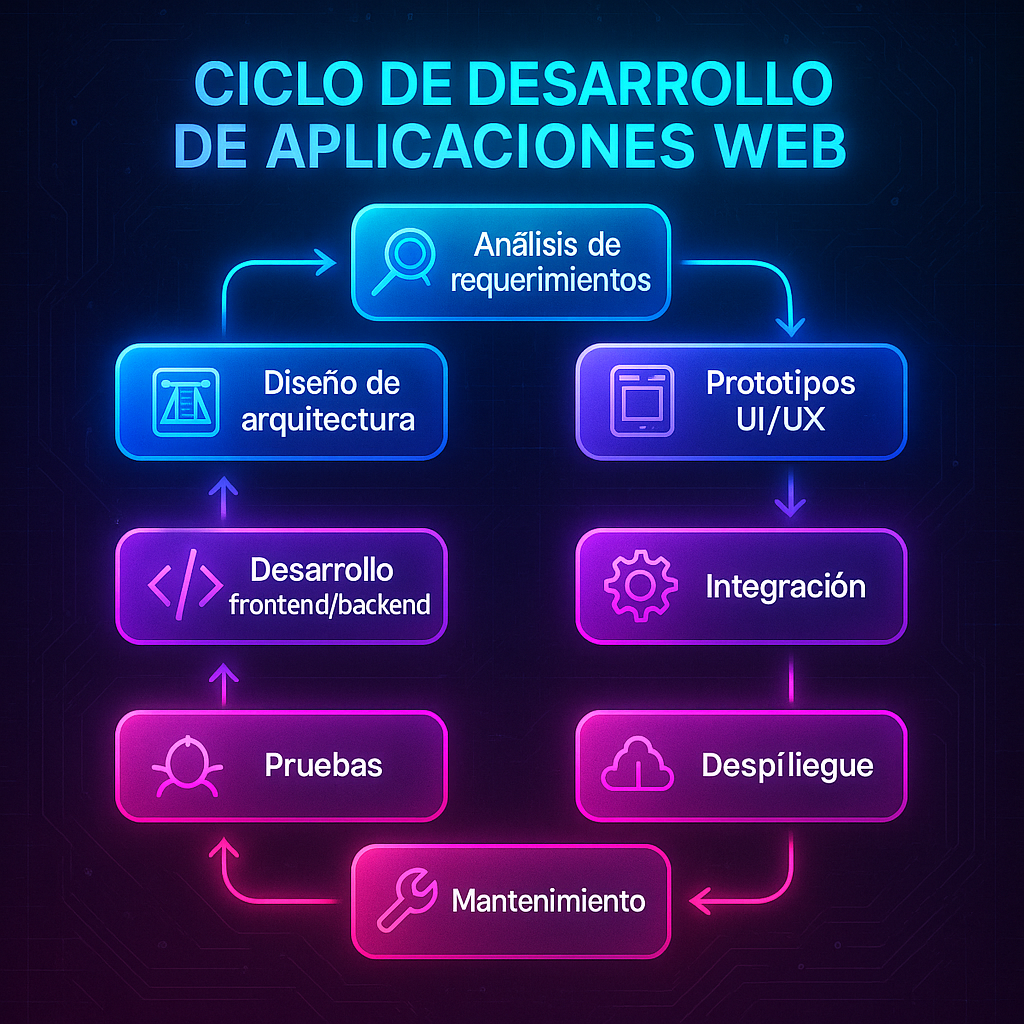 CICLO DE DESARROLLO
DE APLICACIONES WEB
Anãlisis de
requerimientos
Diseño de
arquitectura
Prototipos
UI/UX
Desarrollo
frontend/backend
Integración
Pruebas
Despíliegue
Mantenimiento